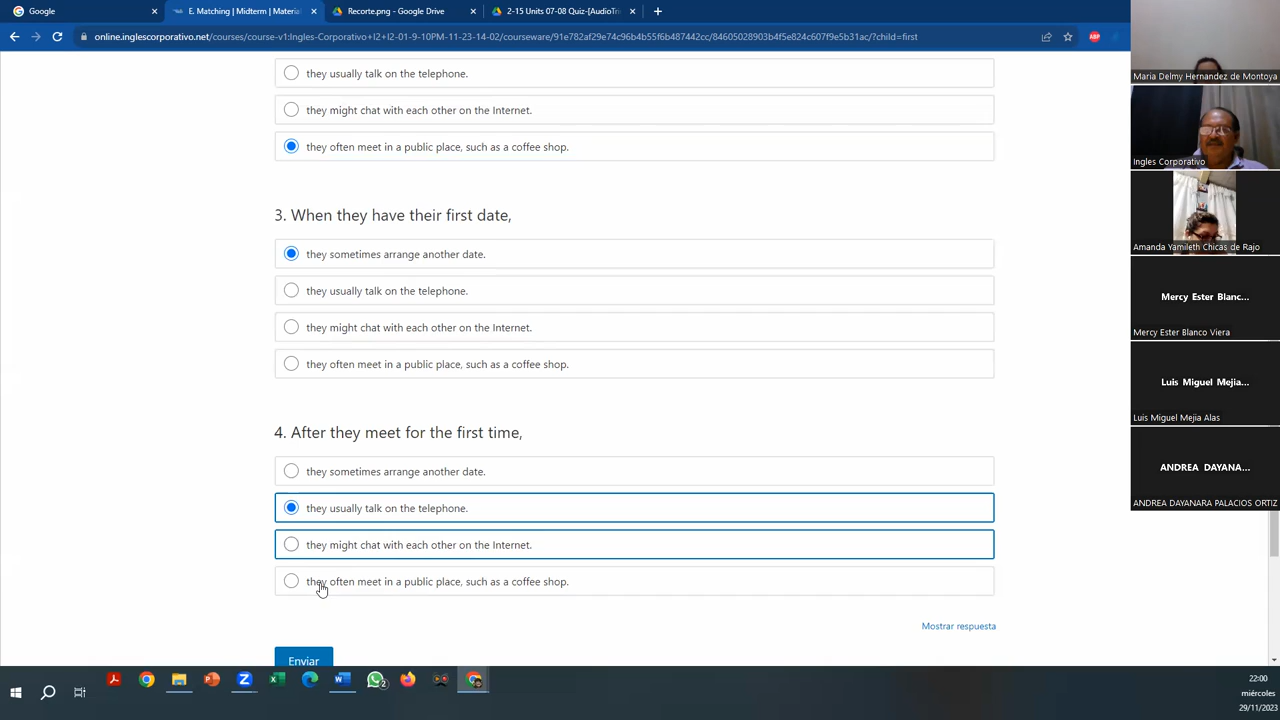 Google
E. Matching | Midterm | Material
Recorte.png - Google Drive
2-15 Units 07-08 Quiz-[AudioTri
online.inglescorporativo.net/courses/course-v1:Ingles-Corporativo+I2+I2-01-9-10PM-11-23-14-02/courseware/91e782af29e74c96b4b55f6b487442cc/84605028903b4f5e824c607f9e5b31ac/?child=first
they usually talk on the telephone.
they might chat with each other on the Internet.
they often meet in a public place, such as a coffee shop.
3. When they have their first date,
they sometimes arrange another date.
they usually talk on the telephone.
they might chat with each other on the Internet.
they often meet in a public place, such as a coffee shop.
4. After they meet for the first time,
they sometimes arrange another date.
they usually talk on the telephone.
they might chat with each other on the Internet.
they often meet in a public place, such as a coffee shop.
Mostrar respuesta
Enviar
Maria Delmy Hernandez de Montoya
Ingles Corporativo
Amanda Yamileth Chicas de Rajo
Mercy Ester Blanc...
Mercy Ester Blanco Viera
Luis Miguel Mejia...
Luis Miguel Mejia Alas
ANDREA DAYANA...
ANDREA DAYANARA PALACIOS ORTIZ
22:00
miércoles
29/11/2023